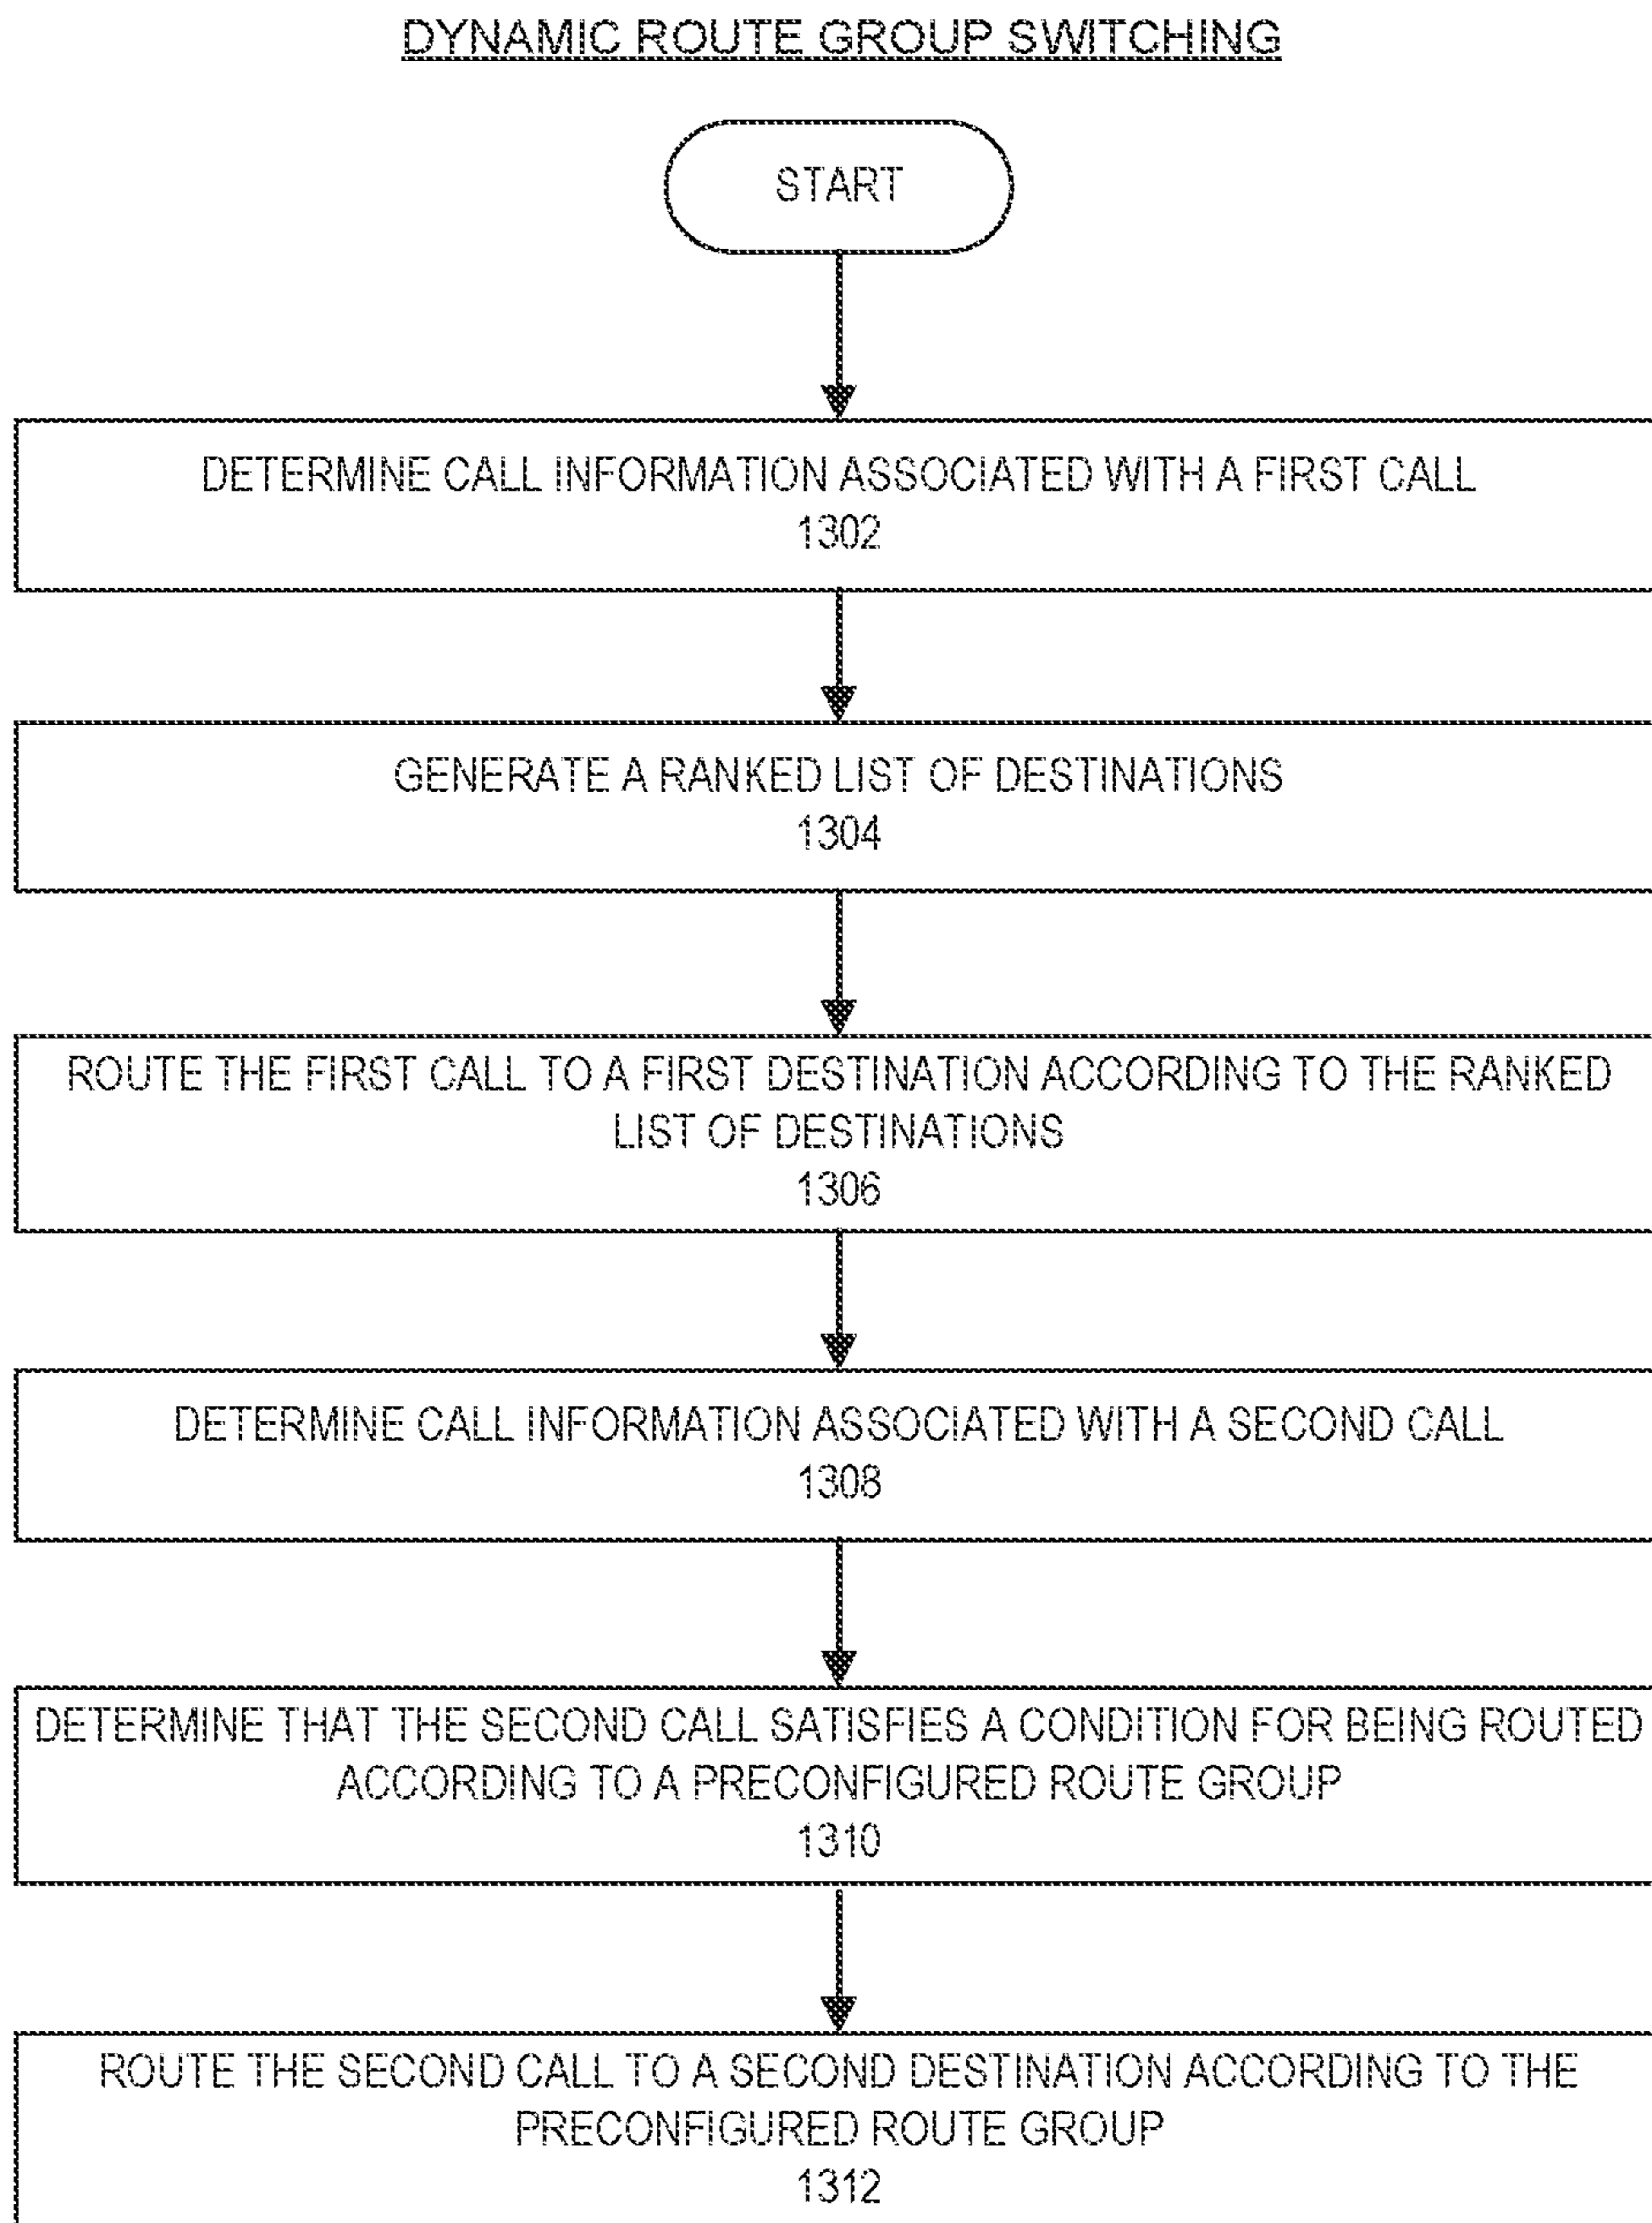 DYNAMIC ROUTE GROUP SWITCHING
START
DETERMINE CALL INFORMATION ASSOCIATED WITH A FIRST CALL
1302
GENERATE A RANKED LIST OF DESTINATIONS
1304
ROUTE THE FIRST CALL TO A FIRST DESTINATION ACCORDING TO THE RANKED
LIST OF DESTINATIONS
1306
DETERMINE CALL INFORMATION ASSOCIATED WITH A SECOND CALL
1308
DETERMINE THAT THE SECOND CALL SATISFIES A CONDITION FOR BEING ROUTED
ACCORDING TO A PRECONFIGURED ROUTE GROUP
1310
ROUTE THE SECOND CALL TO A SECOND DESTINATION ACCORDING TO THE
PRECONFIGURED ROUTE GROUP
1312